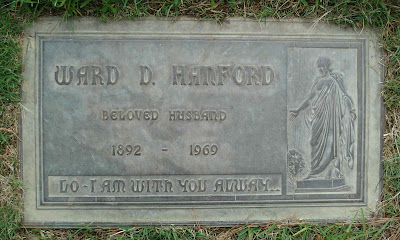 WARD D. HANFORD
BELOVED HUSBAND
1892 - 1969
LO - I AM WITH YOU ALWAY...